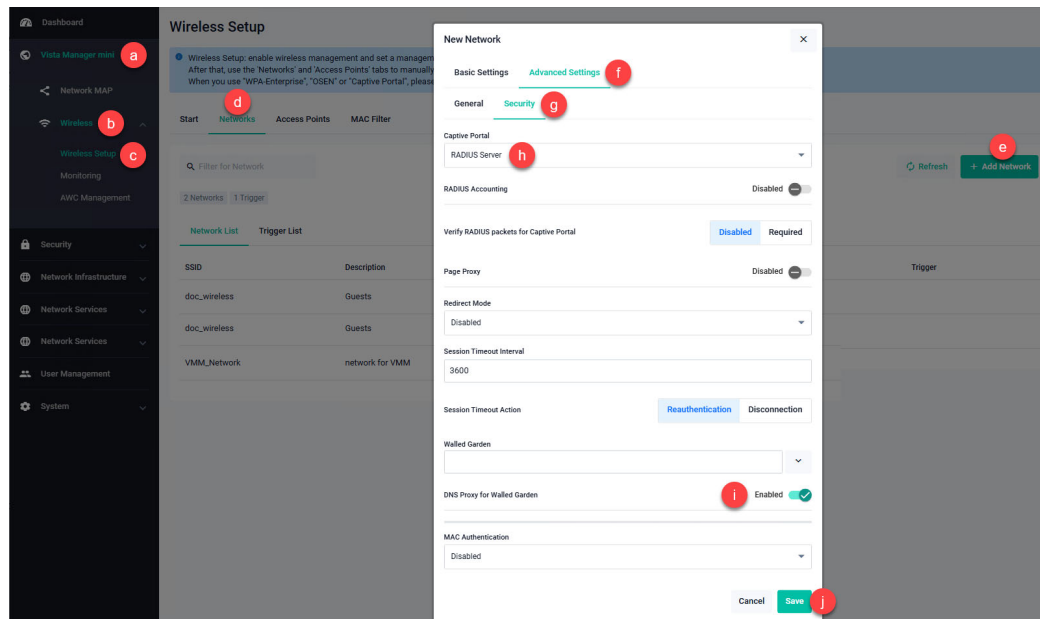 Dashboard
Vista Manager mini
a
Network MAP
Wireless
b
Wireless Setup
c
Monitoring
AWC Management
Security
Network Infrastructure
Network Services
Network Services
User Management
System
Wireless Setup
Wireless Setup: enable wireless management and set a managem
After that, use the 'Networks' and 'Access Points' tabs to manually
When you use "WPA-Enterprise", "OSEN" or "Captive Portal", please
d
Start Networks Access Points MAC Filter
Filter for Network
e
Refresh + Add Network
2 Networks 1 Trigger
Network List Trigger List
SSID Description Trigger
doc_wireless Guests
doc_wireless Guests
VMM_Network network for VMM
New Network
Basic Settings Advanced Settings f
General Security g
Captive Portal
RADIUS Server h
RADIUS Accounting Disabled
Verify RADIUS packets for Captive Portal Disabled Required
Page Proxy Disabled
Redirect Mode
Disabled
Session Timeout Interval
3600
Session Timeout Action Reauthentication Disconnection
Walled Garden
DNS Proxy for Walled Garden i Enabled
MAC Authentication
Disabled
Cancel Save j